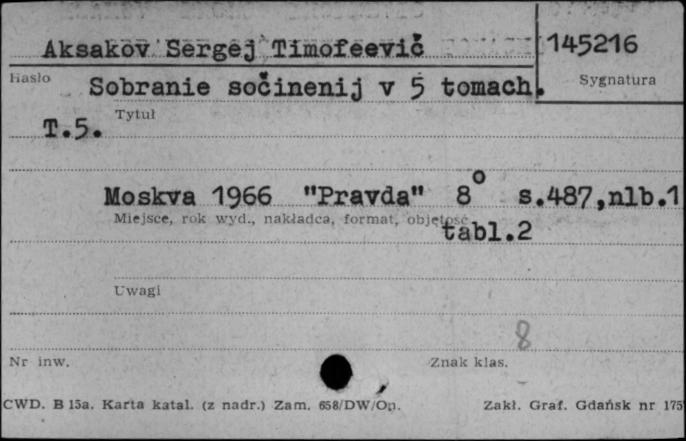 Aksakov Sergej Timofeevič
145216
Hasło
Sygnatura
Sobranie sočinenij v 5 tomach.
Tytuł
T.5.
Moskva 1966 "Pravda" 8° s.487,nlb.1
Miejsce, rok wyd., nakładca, format, objętość
tabl.2
Uwagi
8
Nr inw.
Znak klas.
CWD. B 15a. Karta katal. (z nadr.) Zam. 658/DW/Op.
Zakł. Graf. Gdańsk nr 175